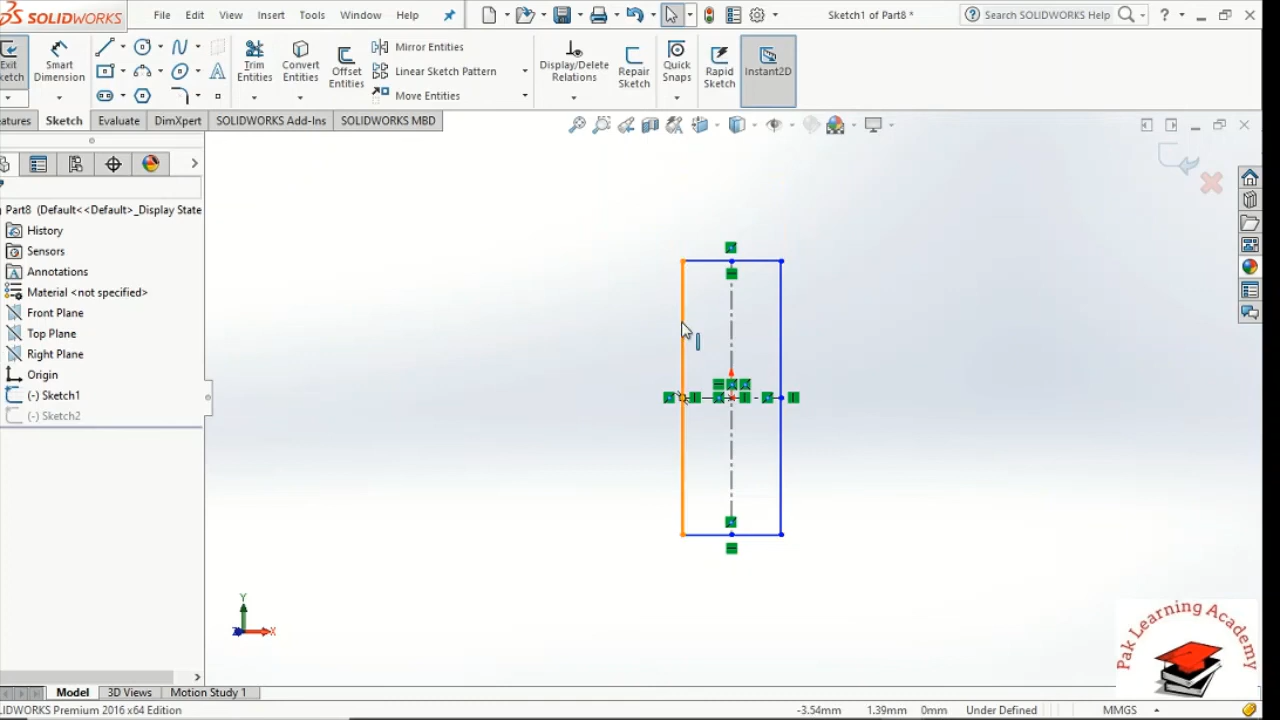 SOLIDWORKS File Edit View Insert Tools Window Help Sketch1 of Part8 * Search SOLIDWORKS Help
Exit Sketch Smart Dimension Trim Entities Convert Entities Offset Entities Mirror Entities Linear Sketch Pattern Move Entities Display/Delete Relations Repair Sketch Quick Snaps Rapid Sketch Instant2D
eatures Sketch Evaluate DimXpert SOLIDWORKS Add-Ins SOLIDWORKS MBD
Part8 (Default<<Default>_Display State
History
Sensors
Annotations
Material <not specified>
Front Plane
Top Plane
Right Plane
Origin
(-) Sketch1
(-) Sketch2
Y
Z X
Pak Learning Academy
Model 3D Views Motion Study 1
OLIDWORKS Premium 2016 x64 Edition -3.54mm 1.39mm 0mm Under Defined MMGS